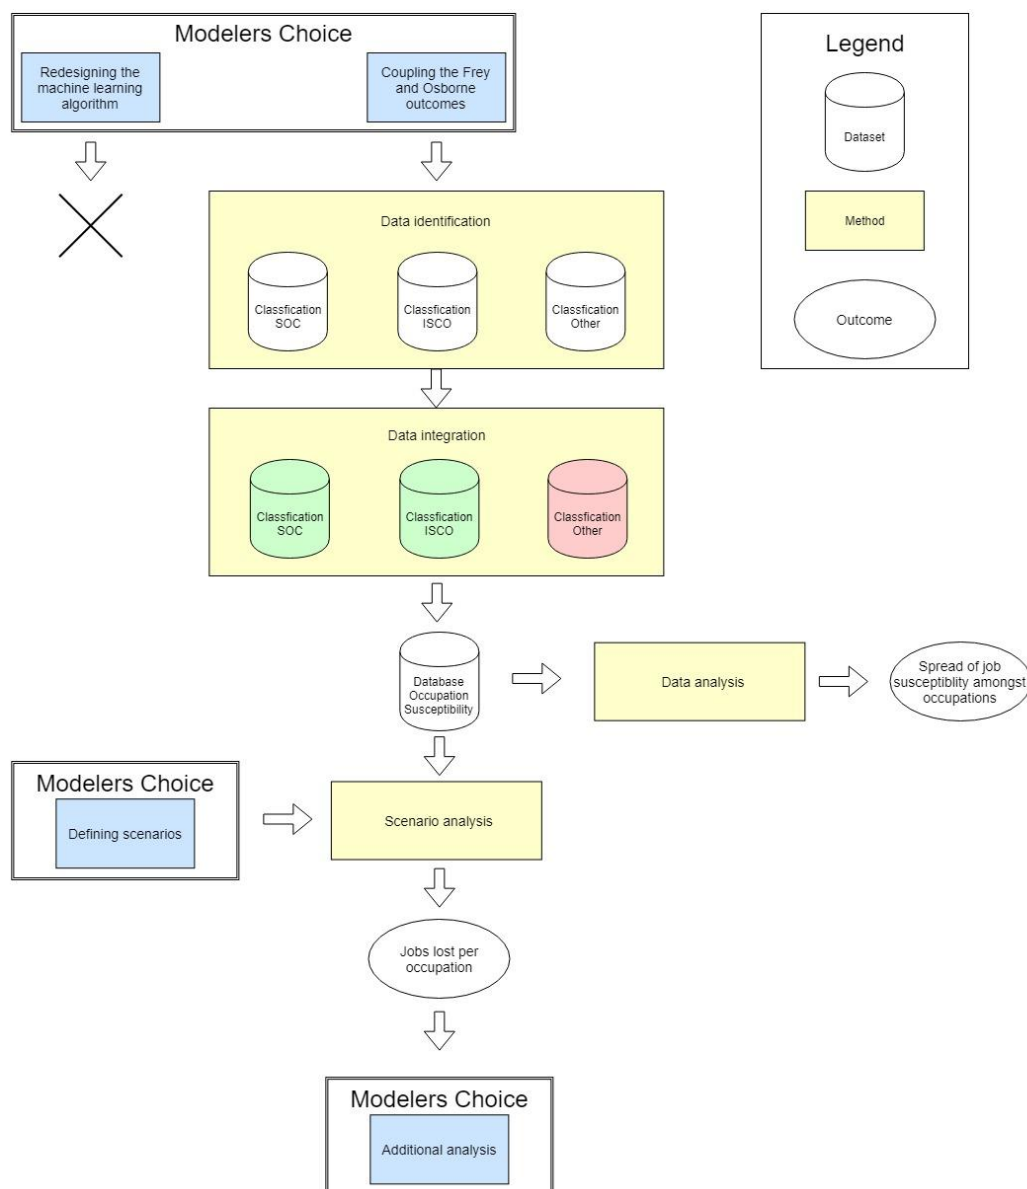 Modelers Choice
Redesigning the
machine learning
algorithm
Coupling the Frey
and Osborne
outcomes
Legend
Dataset
Method
Outcome
Data identification
Classfication
SOC
Classfication
ISCO
Classfication
Other
Data integration
Classfication
SOC
Classfication
ISCO
Classfication
Other
Database
Occupation
Susceptibility
Data analysis
Spread of job
susceptiblity amongst
occupations
Modelers Choice
Defining scenarios
Scenario analysis
Jobs lost per
occupation
Modelers Choice
Additional analysis